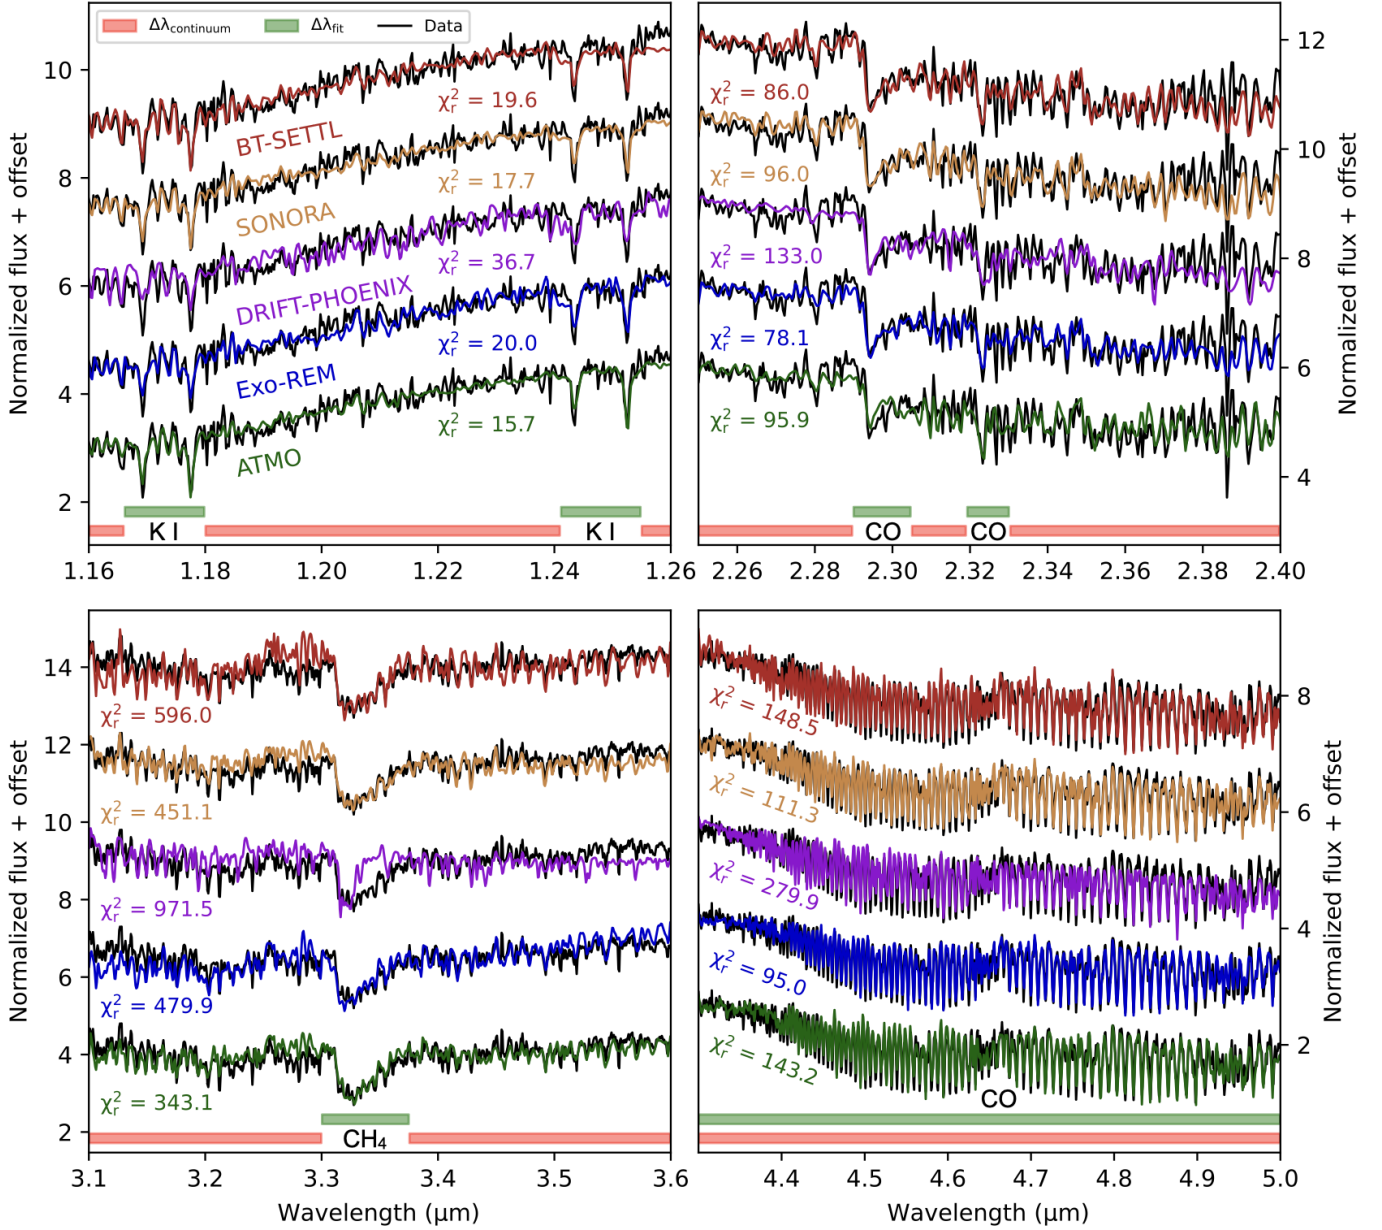 Δλcontinuum Δλfit Data
Normalized flux + offset
10
8
6
4
2
χ²ᵣ = 19.6
BT-SETTL
χ²ᵣ = 17.7
SONORA
χ²ᵣ = 36.7
DRIFT-PHOENIX
χ²ᵣ = 20.0
Exo-REM
χ²ᵣ = 15.7
ATMO
K I K I
1.16 1.18 1.20 1.22 1.24 1.26
χ²ᵣ = 86.0
χ²ᵣ = 96.0
χ²ᵣ = 133.0
χ²ᵣ = 78.1
χ²ᵣ = 95.9
CO CO
2.26 2.28 2.30 2.32 2.34 2.36 2.38 2.40
12
10
8
6
4
Normalized flux + offset
Normalized flux + offset
14
12
10
8
6
4
2
χ²ᵣ = 596.0
χ²ᵣ = 451.1
χ²ᵣ = 971.5
χ²ᵣ = 479.9
χ²ᵣ = 343.1
CH₄
3.1 3.2 3.3 3.4 3.5 3.6
Wavelength (μm)
χ²ᵣ = 148.5
χ²ᵣ = 111.3
χ²ᵣ = 279.9
χ²ᵣ = 95.0
χ²ᵣ = 143.2
CO
4.4 4.5 4.6 4.7 4.8 4.9 5.0
Wavelength (μm)
8
6
4
2
Normalized flux + offset